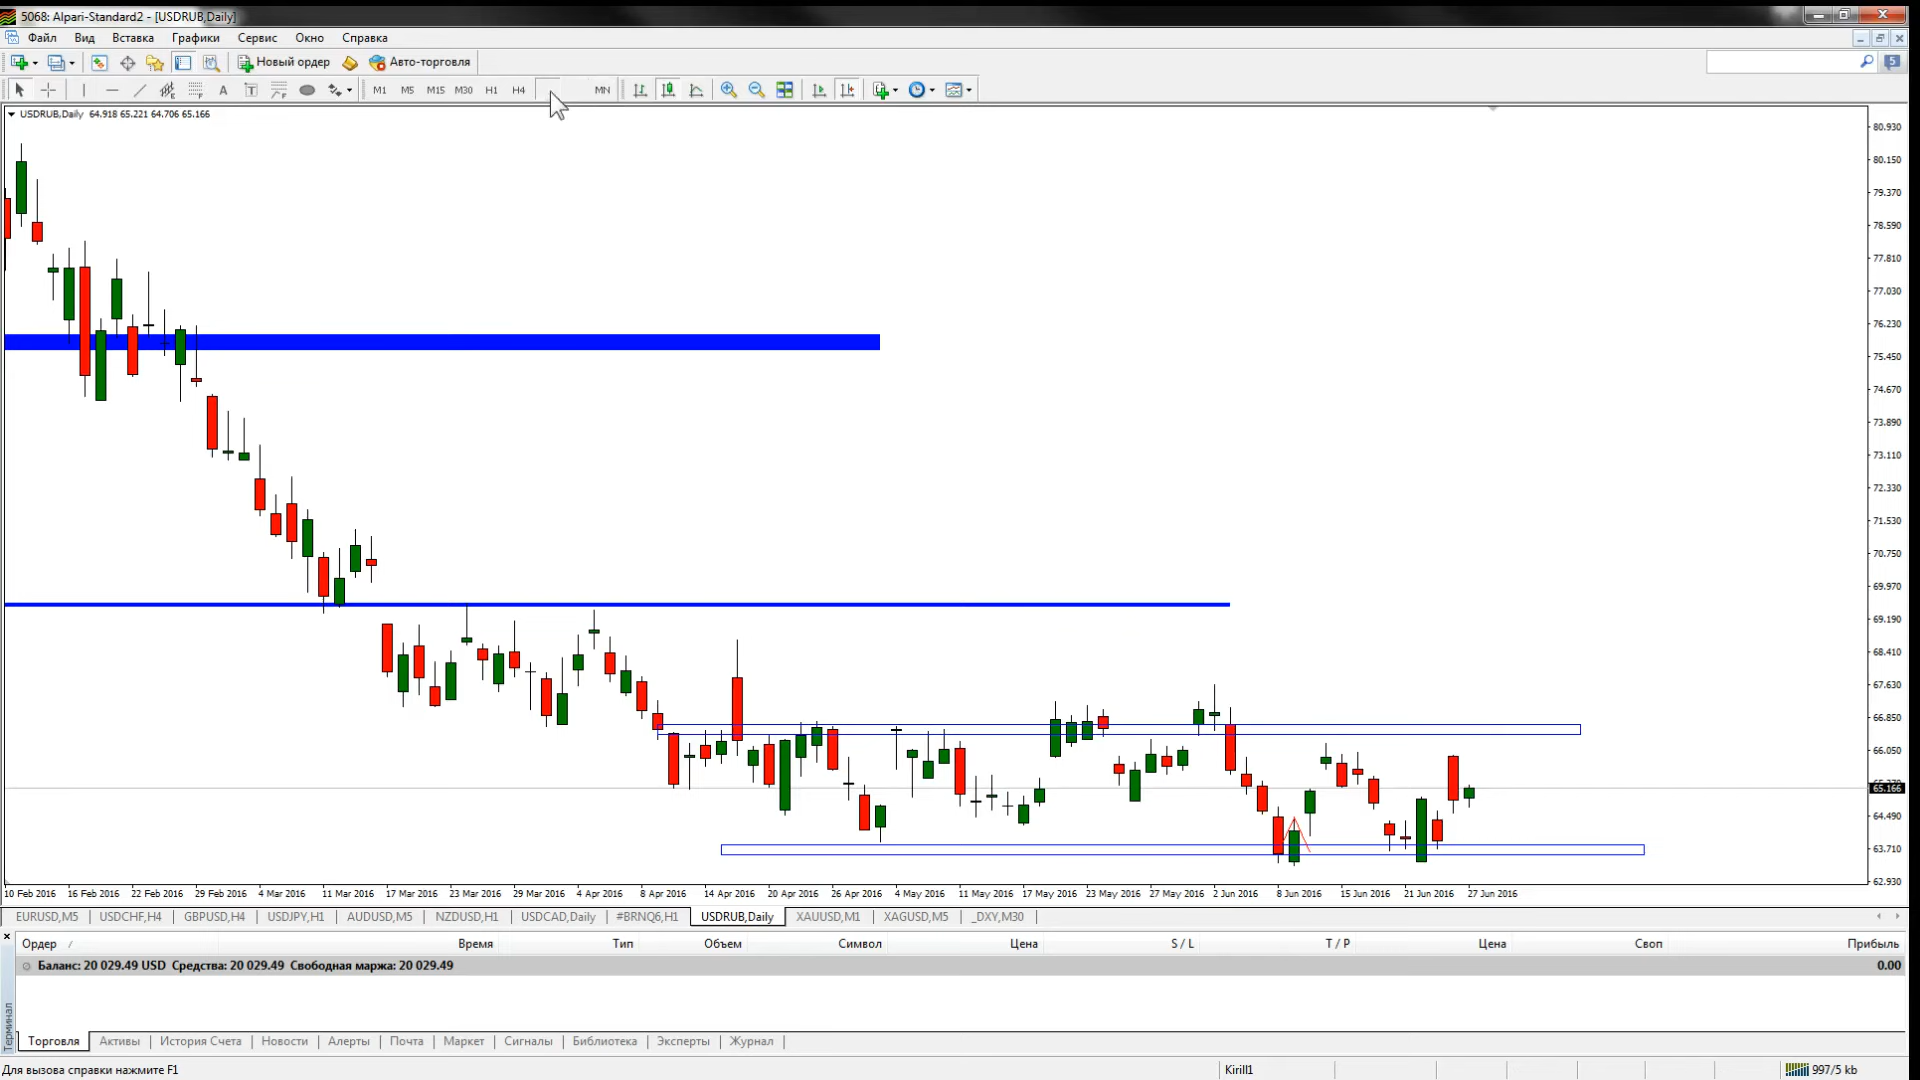 5068: Alpari-Standard2 - [USDRUB,Daily]
Файл Вид Вставка Графики Сервис Окно Справка
Новый ордер Авто-торговля 5
A T F F M1 M5 M15 M30 H1 H4 MN
USDRUB,Daily 64.918 65.221 64.706 65.166
80.930
80.150
79.370
78.590
77.810
77.030
76.230
75.450
74.670
73.890
73.110
72.330
71.530
70.750
69.970
69.190
68.410
67.630
66.850
66.050
65.166
64.490
63.710
62.930
10 Feb 2016 16 Feb 2016 22 Feb 2016 29 Feb 2016 4 Mar 2016 11 Mar 2016 17 Mar 2016 23 Mar 2016 29 Mar 2016 4 Apr 2016 8 Apr 2016 14 Apr 2016 20 Apr 2016 26 Apr 2016 4 May 2016 11 May 2016 17 May 2016 23 May 2016 27 May 2016 2 Jun 2016 8 Jun 2016 15 Jun 2016 21 Jun 2016 27 Jun 2016
EURUSD,M5 USDCHF,H4 GBPUSD,H4 USDJPY,H1 AUDUSD,M5 NZDUSD,H1 USDCAD,Daily #BRNQ6,H1 USDRUB,Daily XAUUSD,M1 XAGUSD,M5 _DXY,M30
Ордер / Время Тип Объем Символ Цена S / L T / P Цена Своп Прибыль
Баланс: 20 029.49 USD Средства: 20 029.49 Свободная маржа: 20 029.49 0.00
Терминал
Торговля Активы История Счета Новости Алерты Почта Маркет Сигналы Библиотека Эксперты Журнал
Для вызова справки нажмите F1 Kirill1 997/5 kb